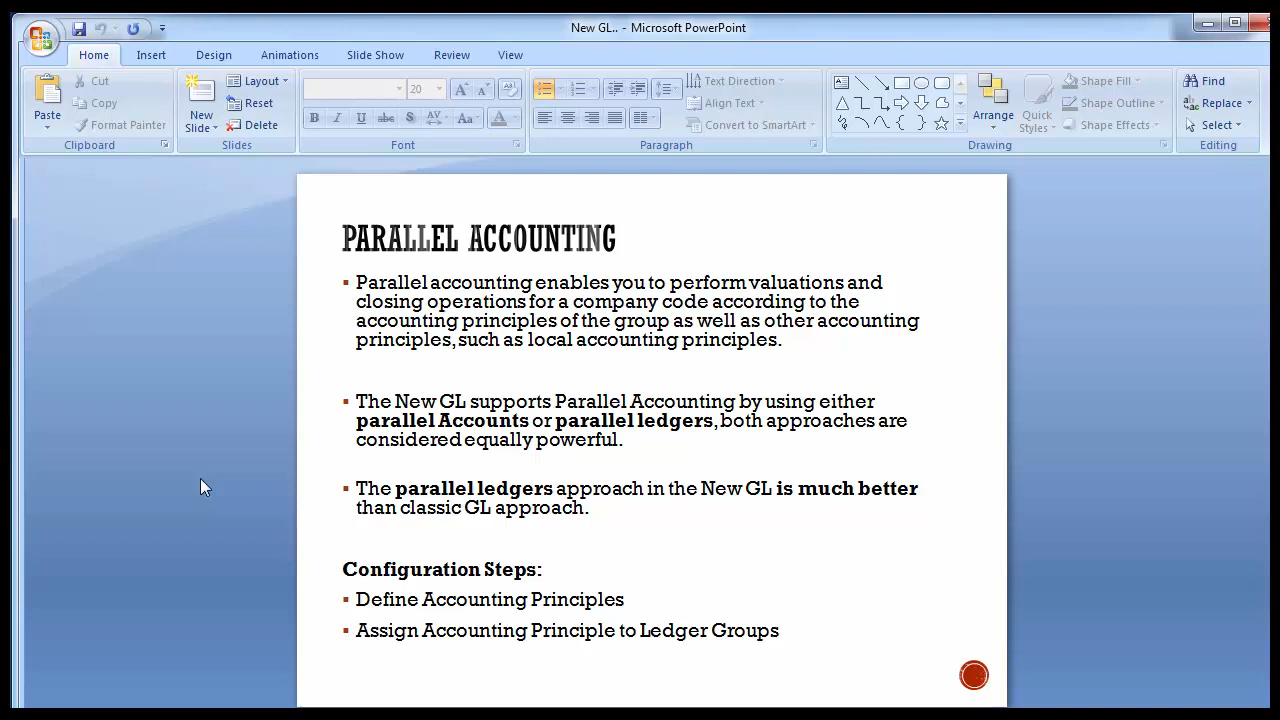 New GL.. - Microsoft PowerPoint
Home Insert Design Animations Slide Show Review View
Paste
Cut
Copy
Format Painter
Clipboard
New
Slide
Layout
Reset
Delete
Slides
20
B I U abc S AV Aa A
Font
Text Direction
Align Text
Convert to SmartArt
Paragraph
Arrange
Quick
Styles
Shape Fill
Shape Outline
Shape Effects
Drawing
Find
Replace
Select
Editing
PARALLEL ACCOUNTING
▪ Parallel accounting enables you to perform valuations and
closing operations for a company code according to the
accounting principles of the group as well as other accounting
principles, such as local accounting principles.
▪ The New GL supports Parallel Accounting by using either
parallel Accounts or parallel ledgers, both approaches are
considered equally powerful.
▪ The parallel ledgers approach in the New GL is much better
than classic GL approach.
Configuration Steps:
▪ Define Accounting Principles
▪ Assign Accounting Principle to Ledger Groups